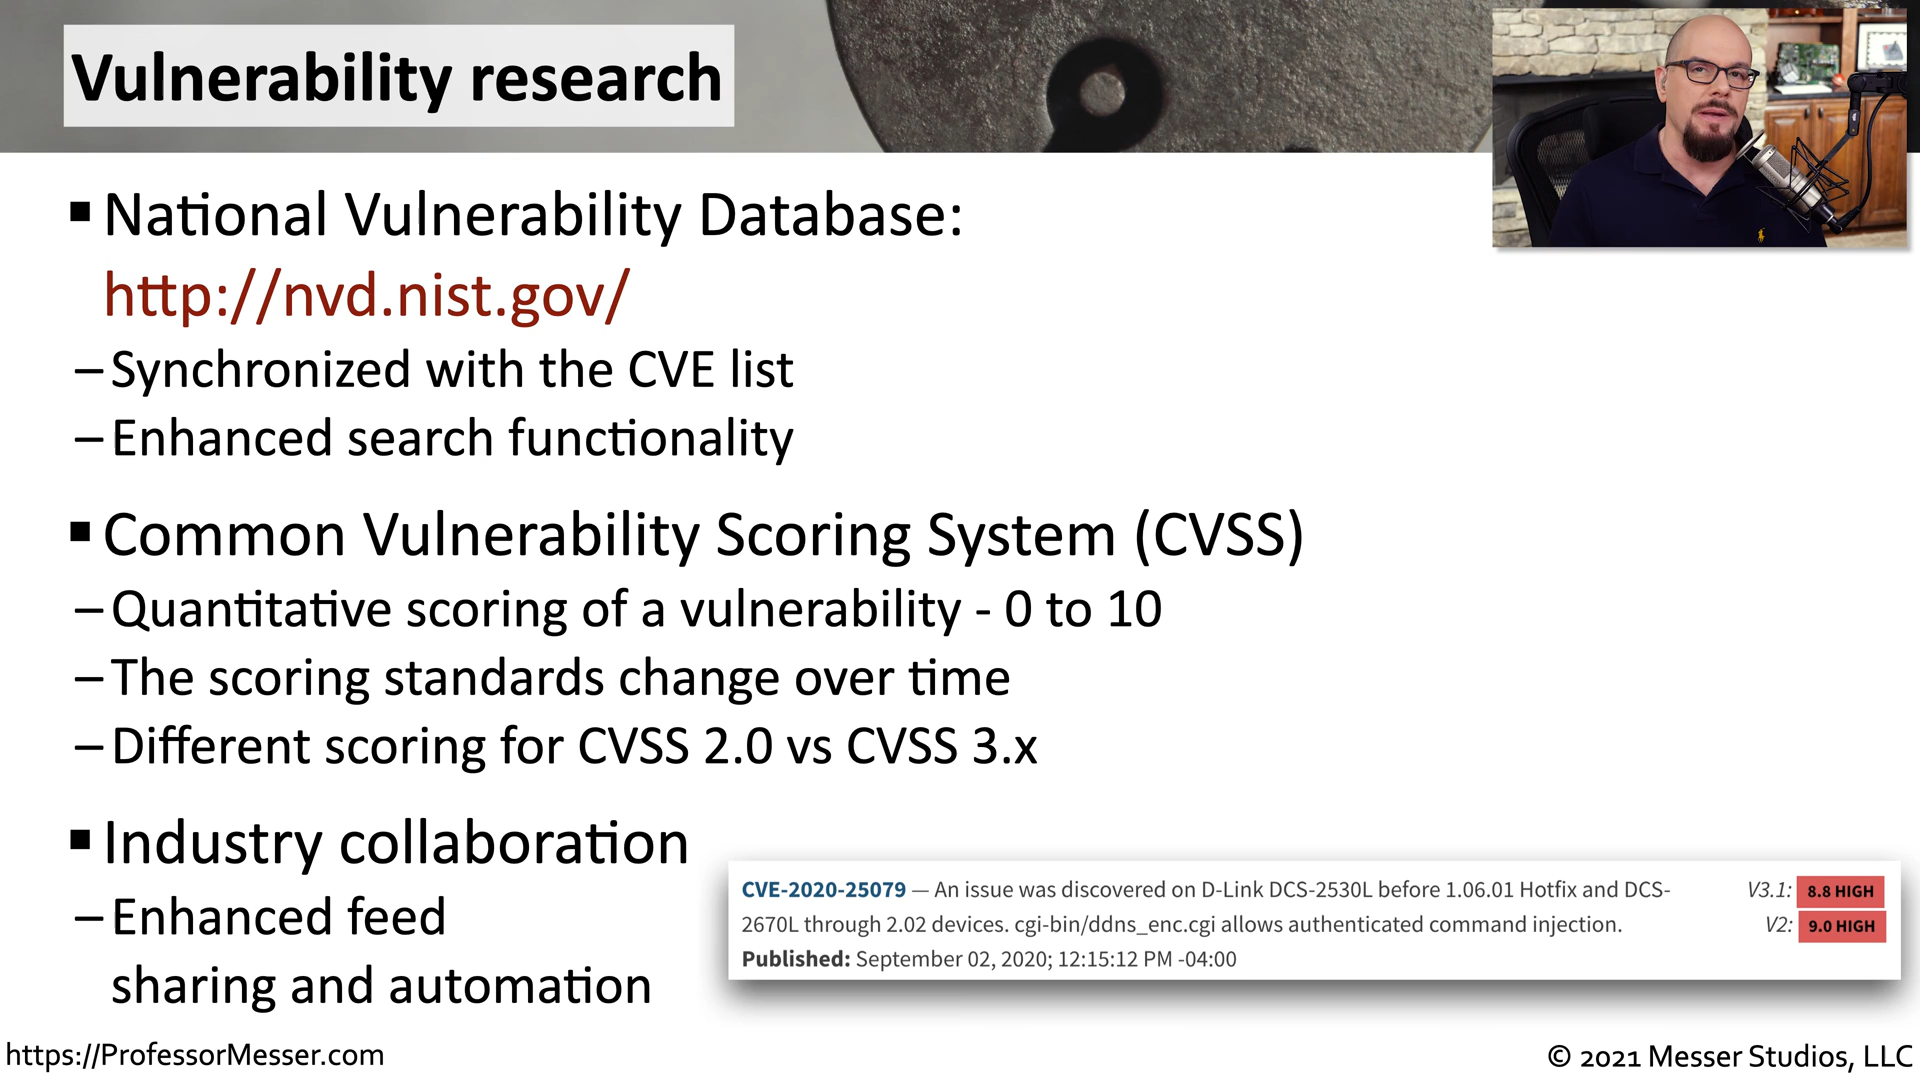 Vulnerability research
▪ National Vulnerability Database:
http://nvd.nist.gov/
– Synchronized with the CVE list
– Enhanced search functionality
▪ Common Vulnerability Scoring System (CVSS)
– Quantitative scoring of a vulnerability - 0 to 10
– The scoring standards change over time
– Different scoring for CVSS 2.0 vs CVSS 3.x
▪ Industry collaboration
– Enhanced feed
sharing and automation
CVE-2020-25079 — An issue was discovered on D-Link DCS-2530L before 1.06.01 Hotfix and DCS-
2670L through 2.02 devices. cgi-bin/ddns_enc.cgi allows authenticated command injection.
Published: September 02, 2020; 12:15:12 PM -04:00
V3.1: 8.8 HIGH
V2: 9.0 HIGH
https://ProfessorMesser.com
© 2021 Messer Studios, LLC